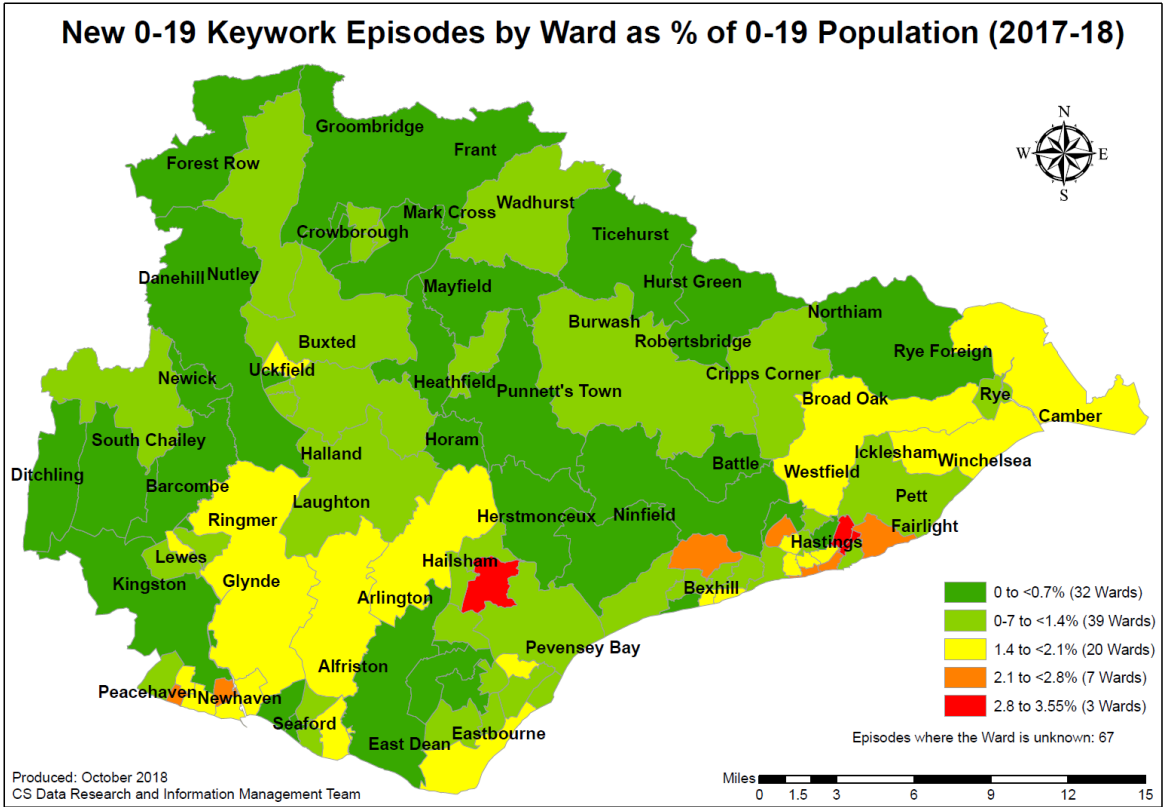 New 0-19 Keywork Episodes by Ward as % of 0-19 Population (2017-18)
N
W E
S
Groombridge
Frant
Forest Row
Wadhurst
Mark Cross
Crowborough
Ticehurst
Danehill
Nutley
Mayfield
Hurst Green
Northiam
Burwash
Robertsbridge
Buxted
Rye Foreign
Uckfield
Newick
Heathfield
Punnett's Town
Cripps Corner
Broad Oak
Rye
Camber
South Chailey
Horam
Halland
Battle
Icklesham
Winchelsea
Ditchling
Westfield
Barcombe
Laughton
Pett
Ringmer
Herstmonceux
Ninfield
Fairlight
Hastings
Lewes
Hailsham
Kingston
Glynde
Arlington
Bexhill
Pevensey Bay
Alfriston
Peacehaven
Newhaven
Seaford
Eastbourne
East Dean
0 to <0.7% (32 Wards)
0-7 to <1.4% (39 Wards)
1.4 to <2.1% (20 Wards)
2.1 to <2.8% (7 Wards)
2.8 to 3.55% (3 Wards)
Episodes where the Ward is unknown: 67
Produced: October 2018
CS Data Research and Information Management Team
Miles
0 1.5 3 6 9 12 15